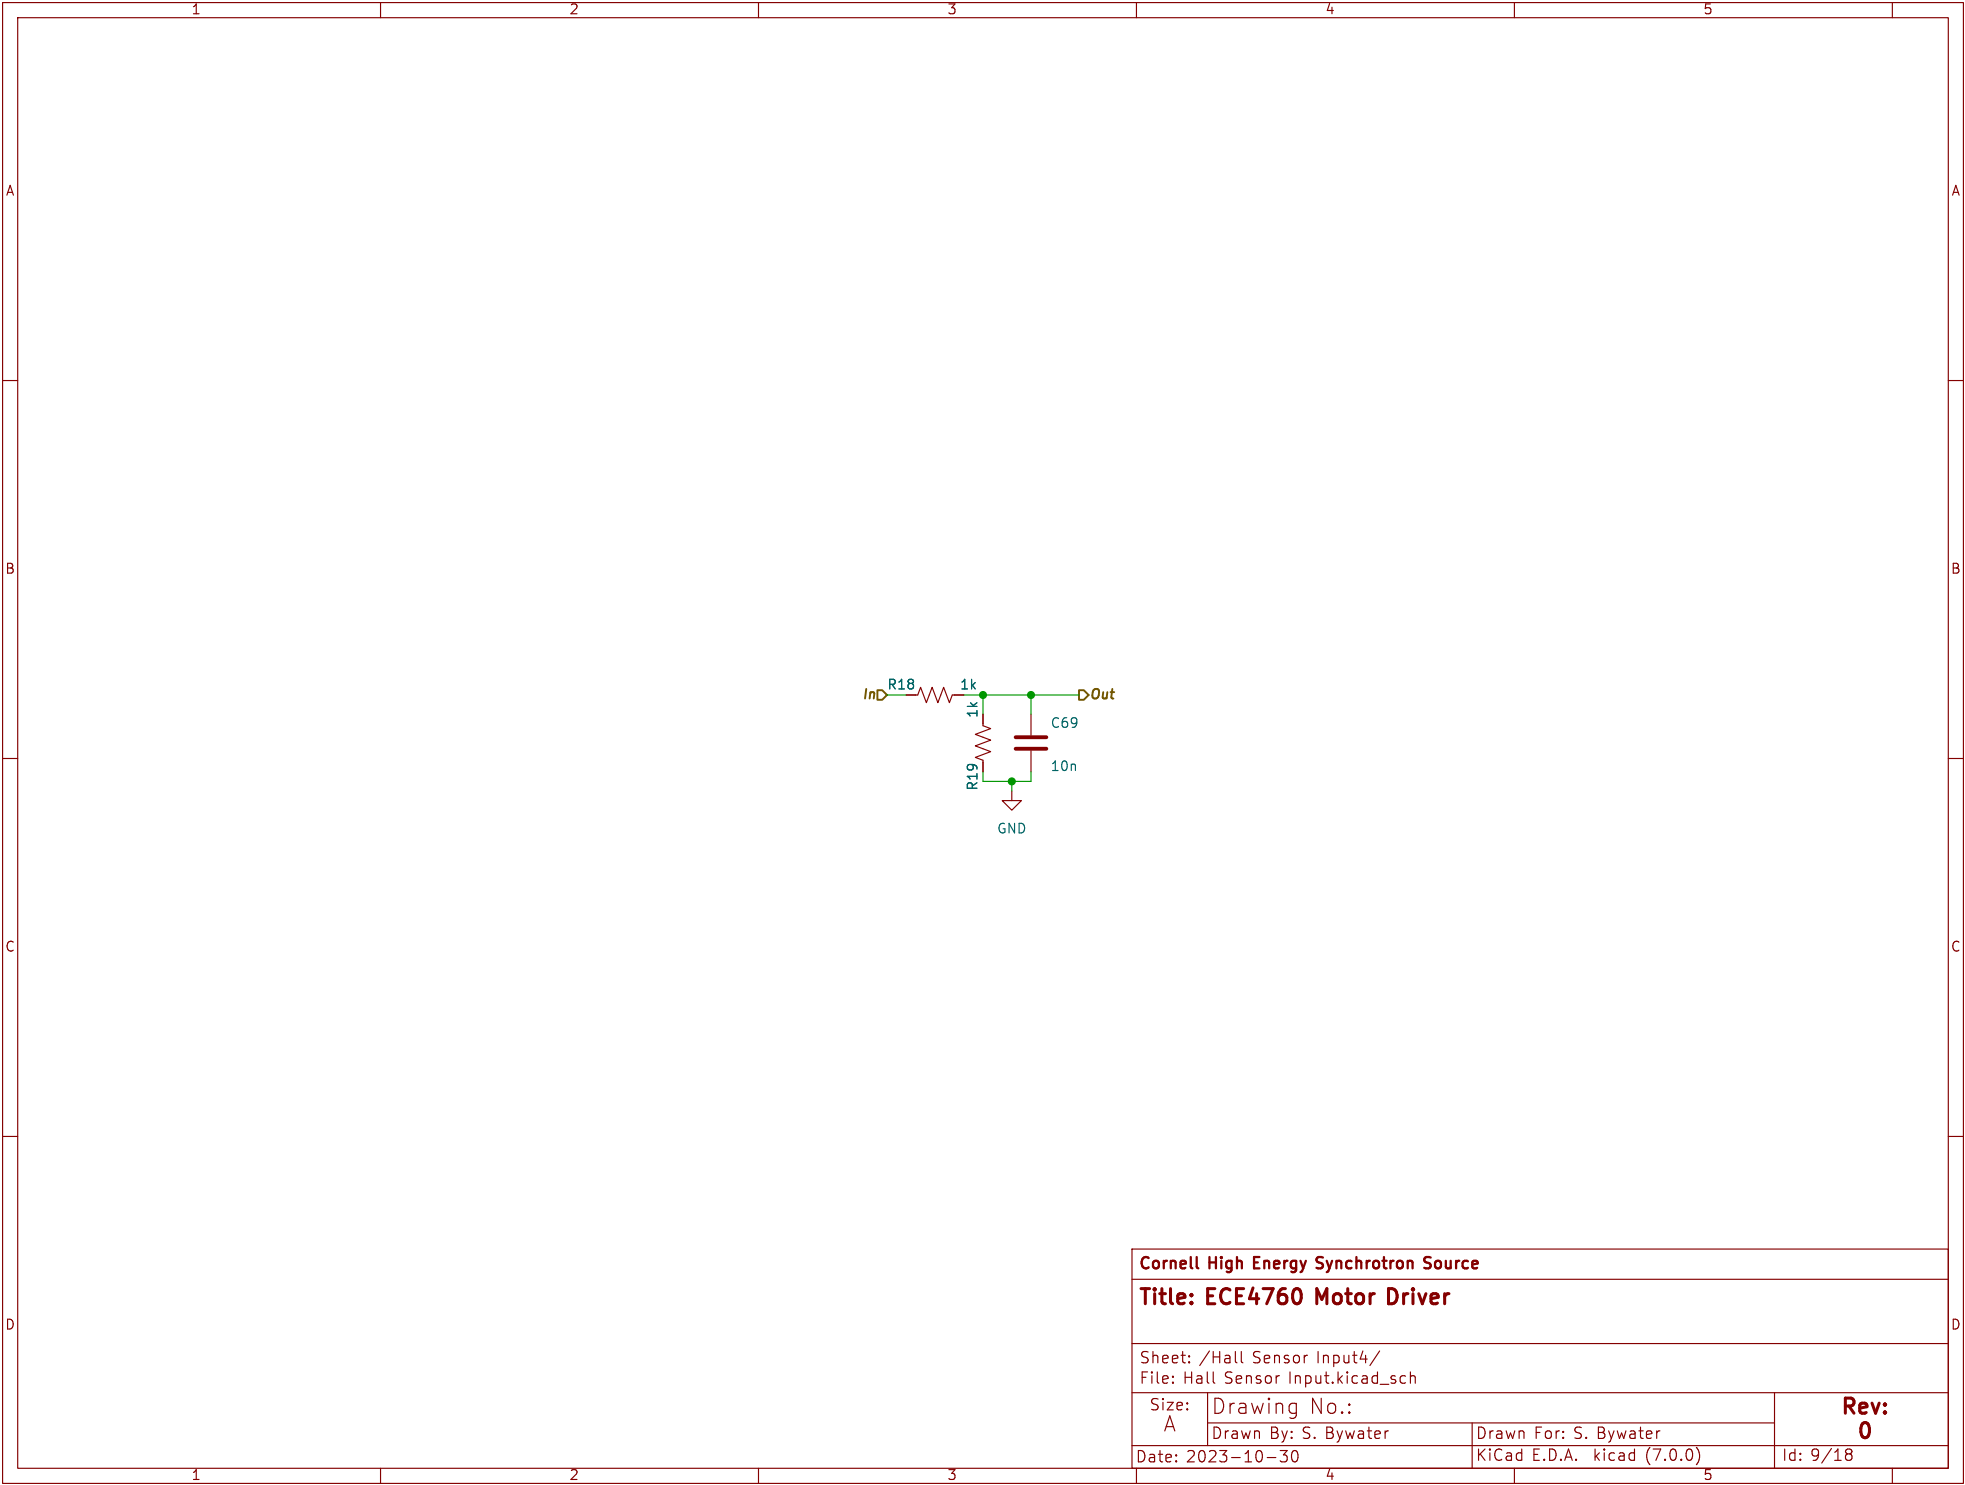 1 2 3 4 5
A A
B B
In R18 1k Out
1k
C69
10n
R19
GND
C C
Cornell High Energy Synchrotron Source
Title: ECE4760 Motor Driver
D D
Sheet: /Hall Sensor Input4/
File: Hall Sensor Input.kicad_sch
Size:
A
Drawing No.:
Rev:
0
Drawn By: S. Bywater
Drawn For: S. Bywater
Date: 2023-10-30
KiCad E.D.A. kicad (7.0.0)
Id: 9/18
1 2 3 4 5